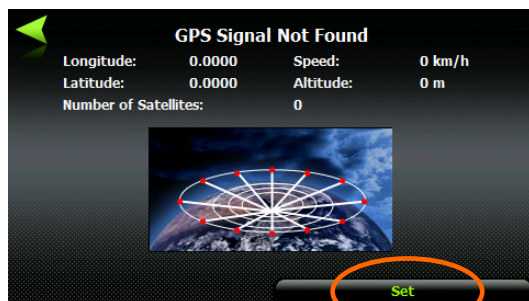 GPS Signal Not Found
Longitude: 0.0000 Speed: 0 km/h
Latitude: 0.0000 Altitude: 0 m
Number of Satellites: 0
Set